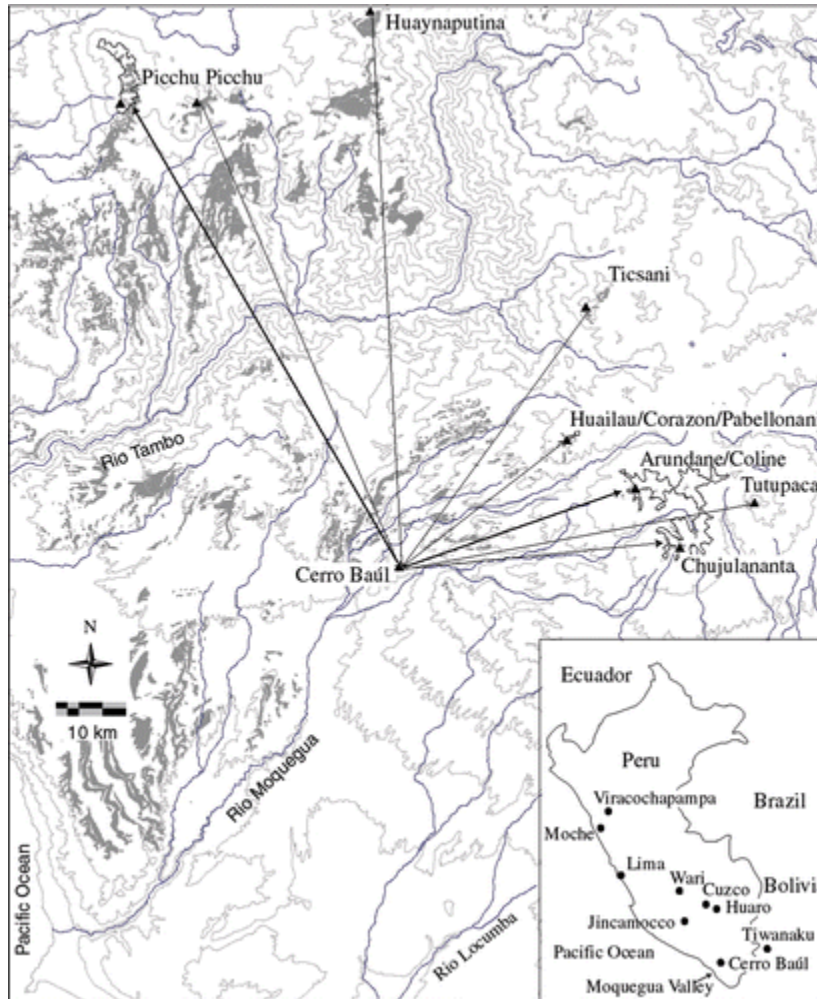 Huaynaputina
Picchu Picchu
Ticsani
Huailau/Corazon/Pabellonani
Rio Tambo
Arundane/Coline
Tutupaca
Cerro Baúl
Chujulananta
N
10 km
Rio Moquegua
Pacific Ocean
Rio Locumba
Ecuador
Peru
Brazil
Viracochapampa
Moche
Lima
Wari
Cuzco
Bolivi
Huaro
Jincamocco
Tiwanaku
Pacific Ocean
Cerro Baúl
Moquegua Valley